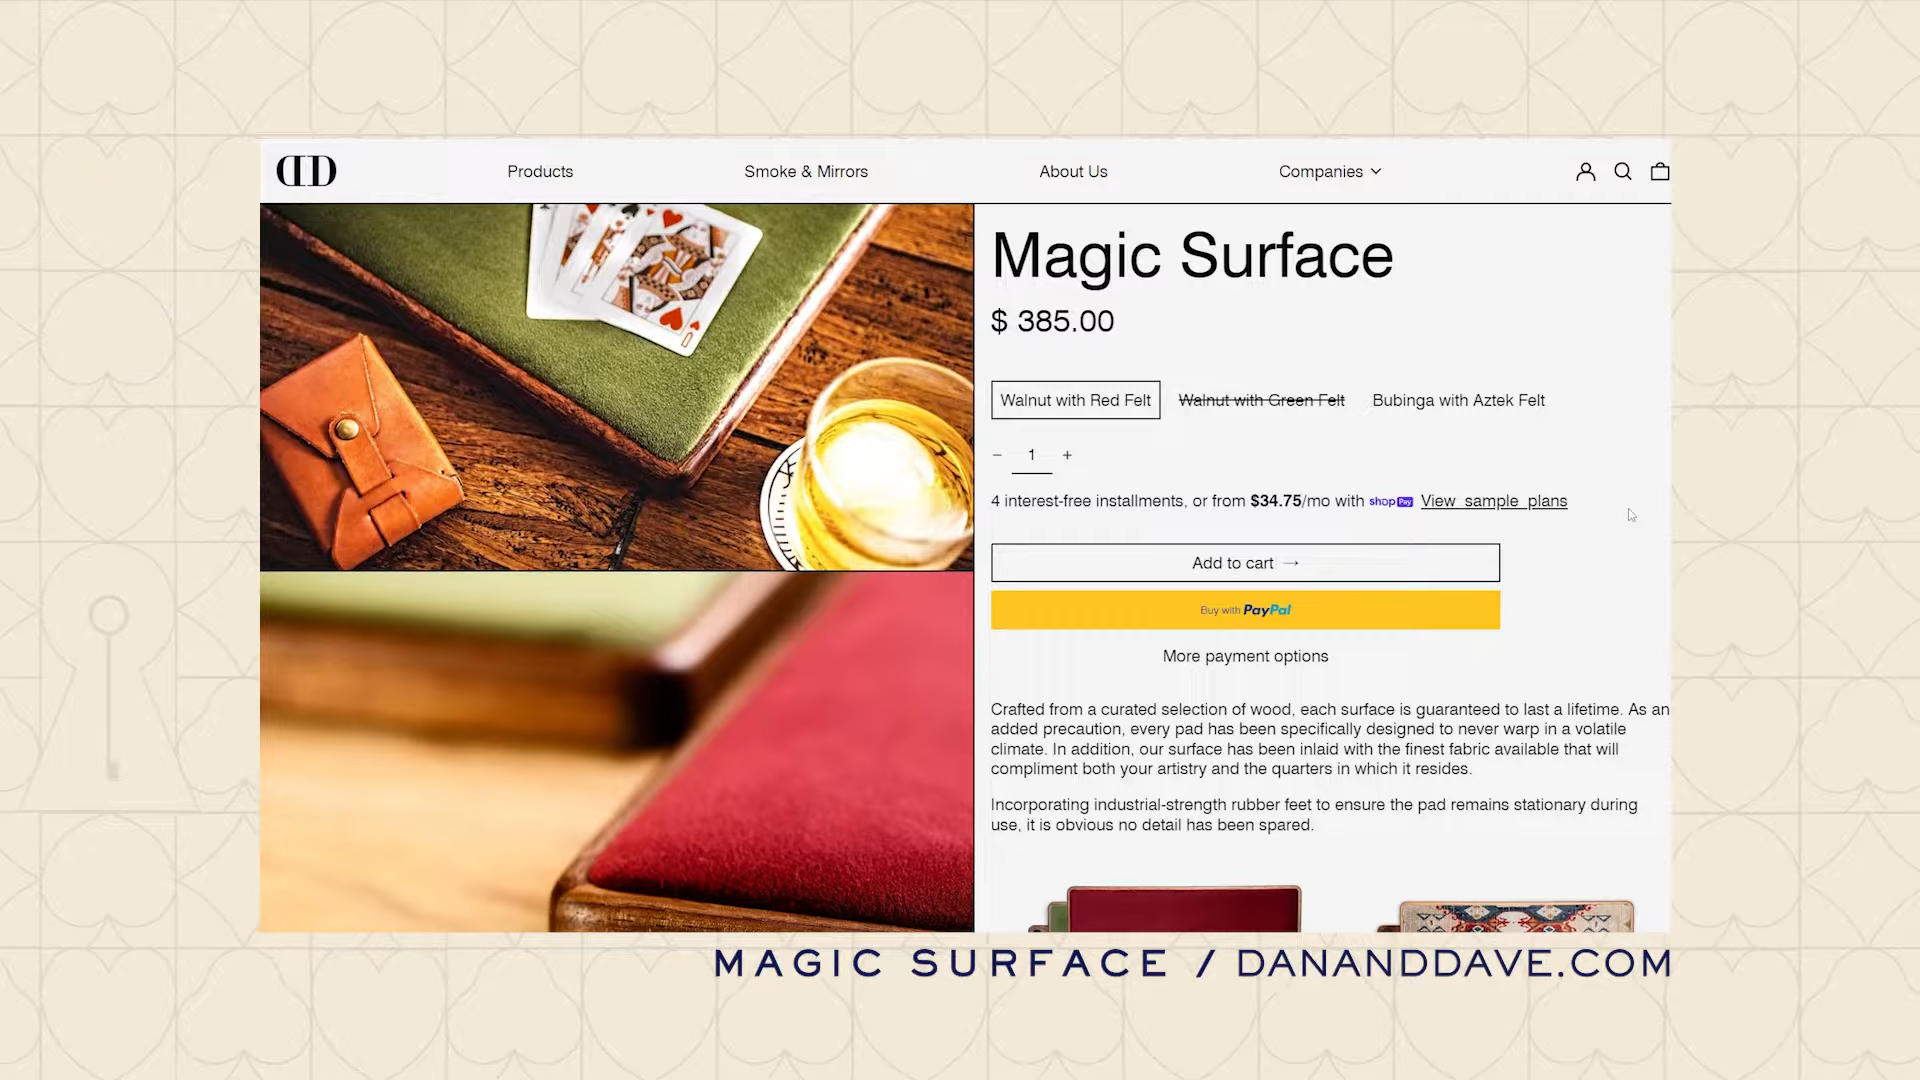 DD
Products
Smoke & Mirrors
About Us
Companies
Magic Surface
$ 385.00
Walnut with Red Felt
Walnut with Green Felt
Bubinga with Aztek Felt
− 1 +
4 interest-free installments, or from $34.75/mo with shop Pay View sample plans
Add to cart →
Buy with PayPal
More payment options
Crafted from a curated selection of wood, each surface is guaranteed to last a lifetime. As an
added precaution, every pad has been specifically designed to never warp in a volatile
climate. In addition, our surface has been inlaid with the finest fabric available that will
compliment both your artistry and the quarters in which it resides.
Incorporating industrial-strength rubber feet to ensure the pad remains stationary during
use, it is obvious no detail has been spared.
MAGIC SURFACE / DANANDDAVE.COM